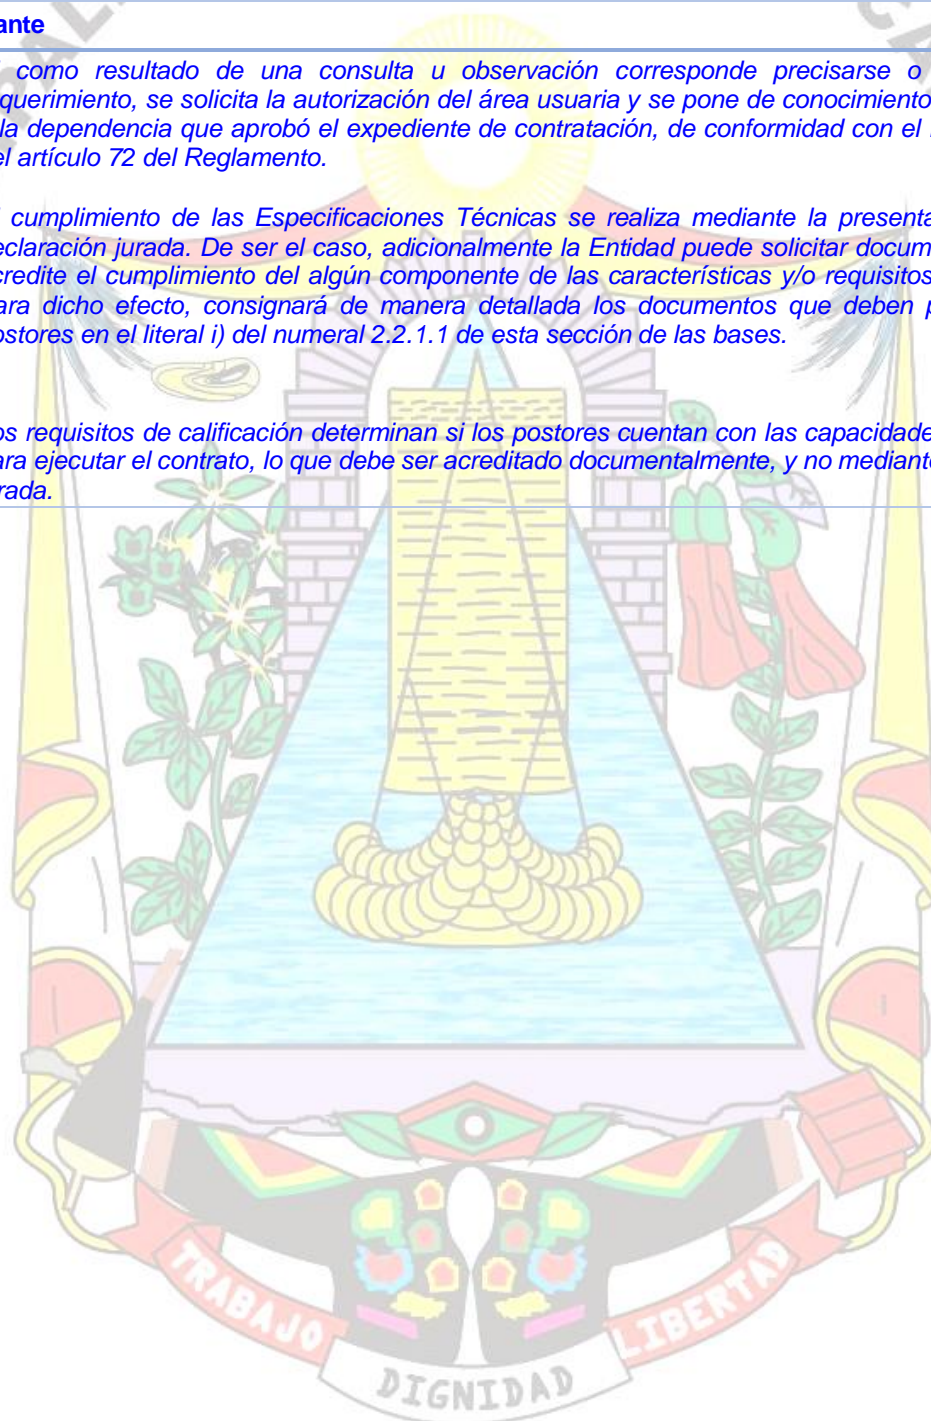 ante
como resultado de una consulta u observación corresponde precisarse o
querimiento, se solicita la autorización del área usuaria y se pone de conocimiento
la dependencia que aprobó el expediente de contratación, de conformidad con el
el artículo 72 del Reglamento.
cumplimiento de las Especificaciones Técnicas se realiza mediante la presenta
eclaración jurada. De ser el caso, adicionalmente la Entidad puede solicitar docum
credite el cumplimiento del algún componente de las características y/o requisitos
ara dicho efecto, consignará de manera detallada los documentos que deben p
ostores en el literal i) del numeral 2.2.1.1 de esta sección de las bases.
os requisitos de calificación determinan si los postores cuentan con las capacidade
ara ejecutar el contrato, lo que debe ser acreditado documentalmente, y no mediante
rada.
TRABAJO
DIGNIDAD
LIBERTAD